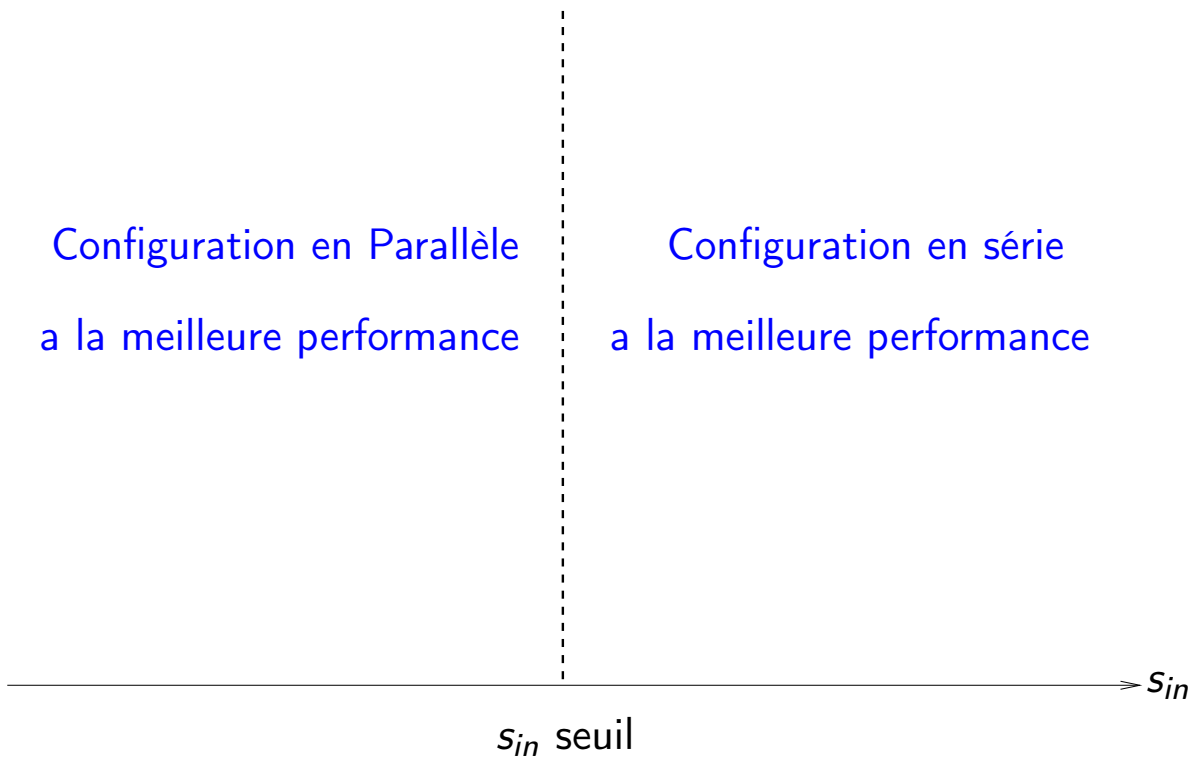 Configuration en Parallèle
a la meilleure performance
Configuration en série
a la meilleure performance
s_in
s_in seuil